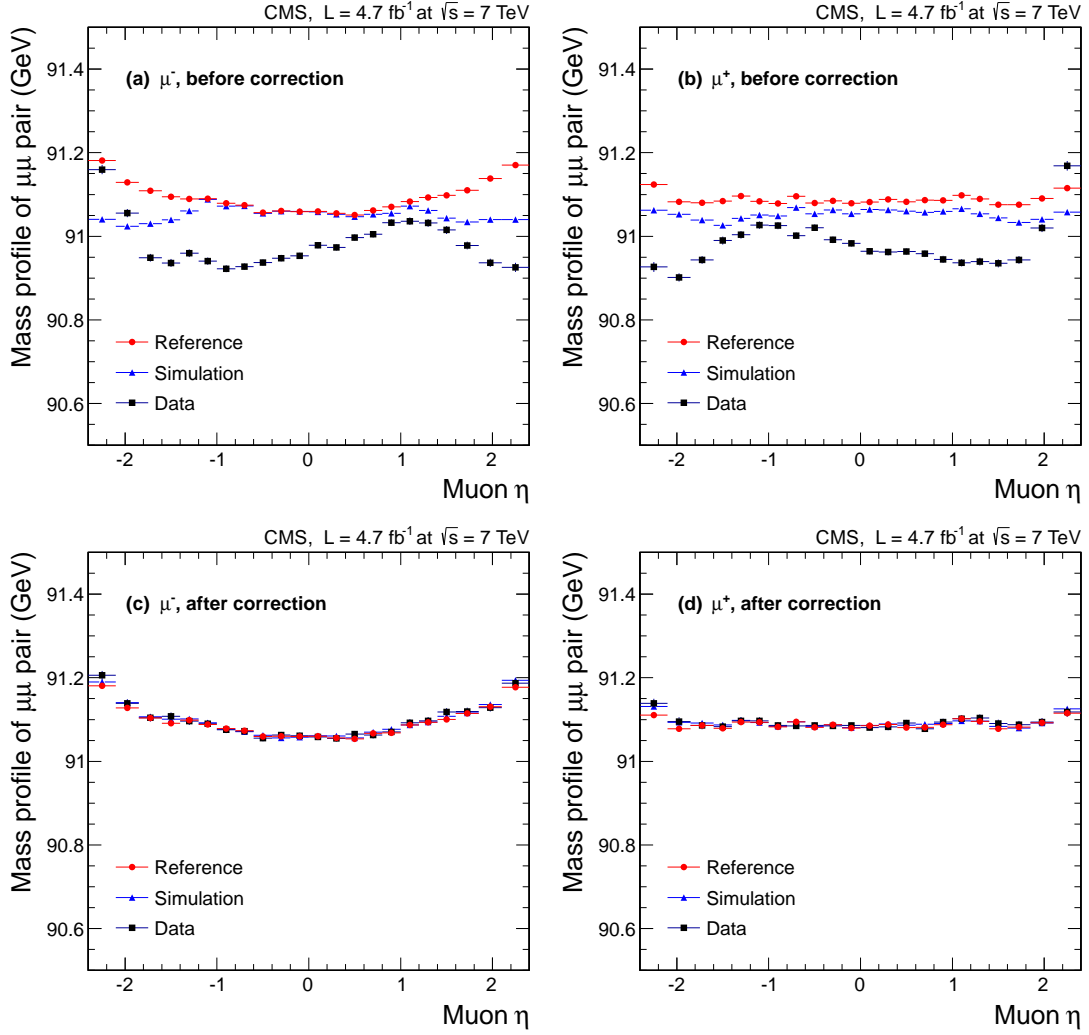 CMS, L = 4.7 fb⁻¹ at √s = 7 TeV
Mass profile of μμ pair (GeV)
91.4
91.2
91
90.8
90.6
(a) μ⁻, before correction
Reference
Simulation
Data
-2 -1 0 1 2
Muon η
CMS, L = 4.7 fb⁻¹ at √s = 7 TeV
Mass profile of μμ pair (GeV)
91.4
91.2
91
90.8
90.6
(b) μ⁺, before correction
Reference
Simulation
Data
-2 -1 0 1 2
Muon η
CMS, L = 4.7 fb⁻¹ at √s = 7 TeV
Mass profile of μμ pair (GeV)
91.4
91.2
91
90.8
90.6
(c) μ⁻, after correction
Reference
Simulation
Data
-2 -1 0 1 2
Muon η
CMS, L = 4.7 fb⁻¹ at √s = 7 TeV
Mass profile of μμ pair (GeV)
91.4
91.2
91
90.8
90.6
(d) μ⁺, after correction
Reference
Simulation
Data
-2 -1 0 1 2
Muon η